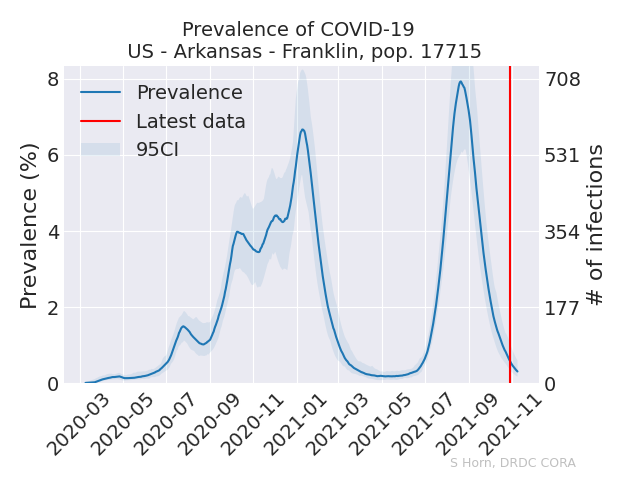 Prevalence of COVID-19
US - Arkansas - Franklin, pop. 17715
Prevalence (%)
8
6
4
2
0
Prevalence
Latest data
95CI
708
531
354
177
0
# of infections
2020-03
2020-05
2020-07
2020-09
2020-11
2021-01
2021-03
2021-05
2021-07
2021-09
2021-11
S Horn, DRDC CORA